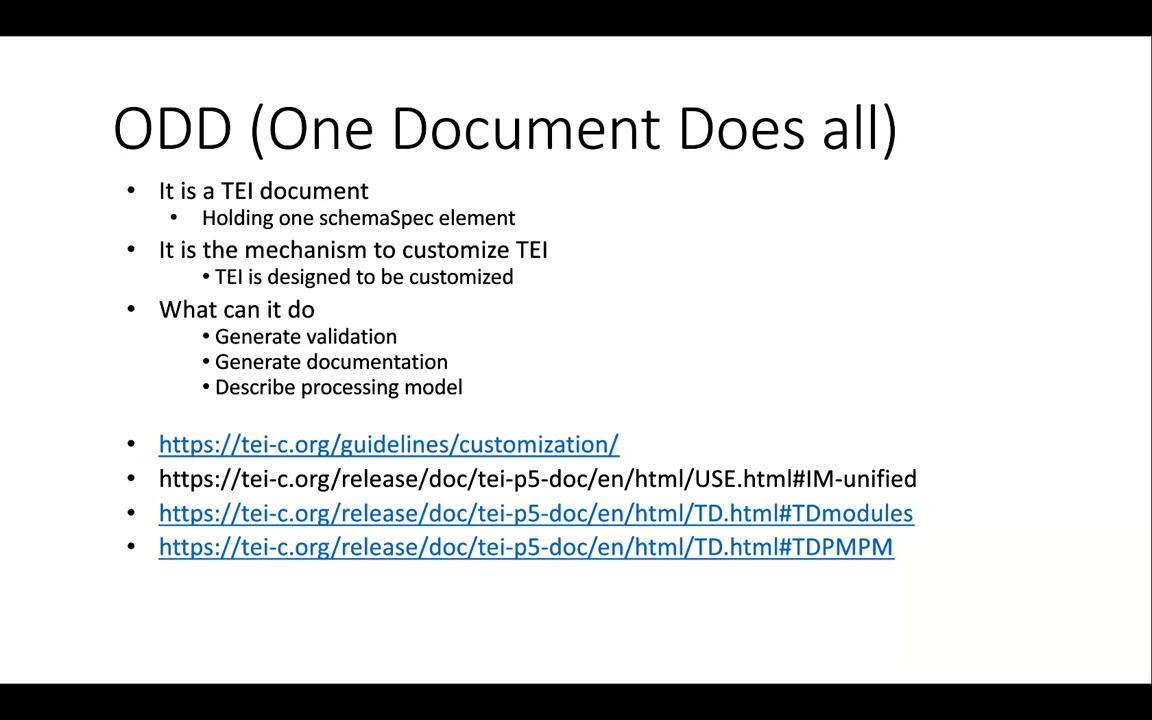 ODD (One Document Does all)
• It is a TEI document
• Holding one schemaSpec element
• It is the mechanism to customize TEI
• TEI is designed to be customized
• What can it do
• Generate validation
• Generate documentation
• Describe processing model
• https://tei-c.org/guidelines/customization/
• https://tei-c.org/release/doc/tei-p5-doc/en/html/USE.html#IM-unified
• https://tei-c.org/release/doc/tei-p5-doc/en/html/TD.html#TDmodules
• https://tei-c.org/release/doc/tei-p5-doc/en/html/TD.html#TDPMPM